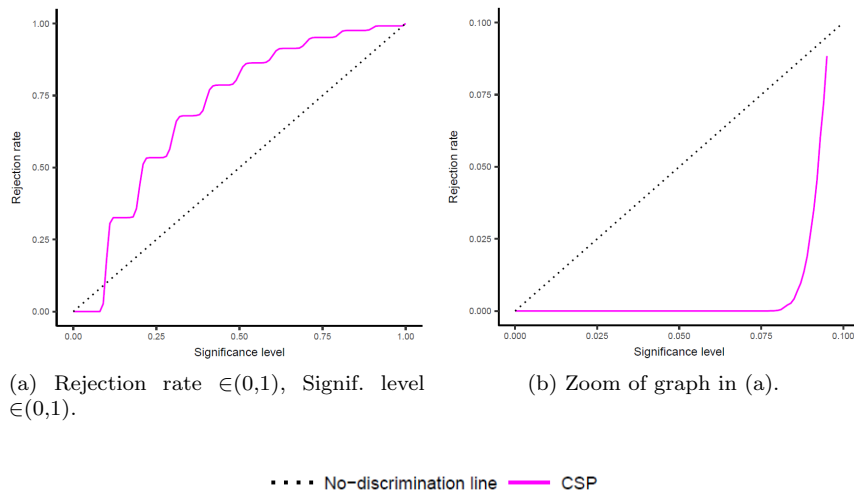 1.00
0.75
0.50
0.25
0.00
Rejection rate
0.00 0.25 0.50 0.75 1.00
Significance level
(a) Rejection rate ∈(0,1), Signif. level
∈(0,1).
0.100
0.075
0.050
0.025
0.000
Rejection rate
0.000 0.025 0.050 0.075 0.100
Significance level
(b) Zoom of graph in (a).
No−discrimination line CSP